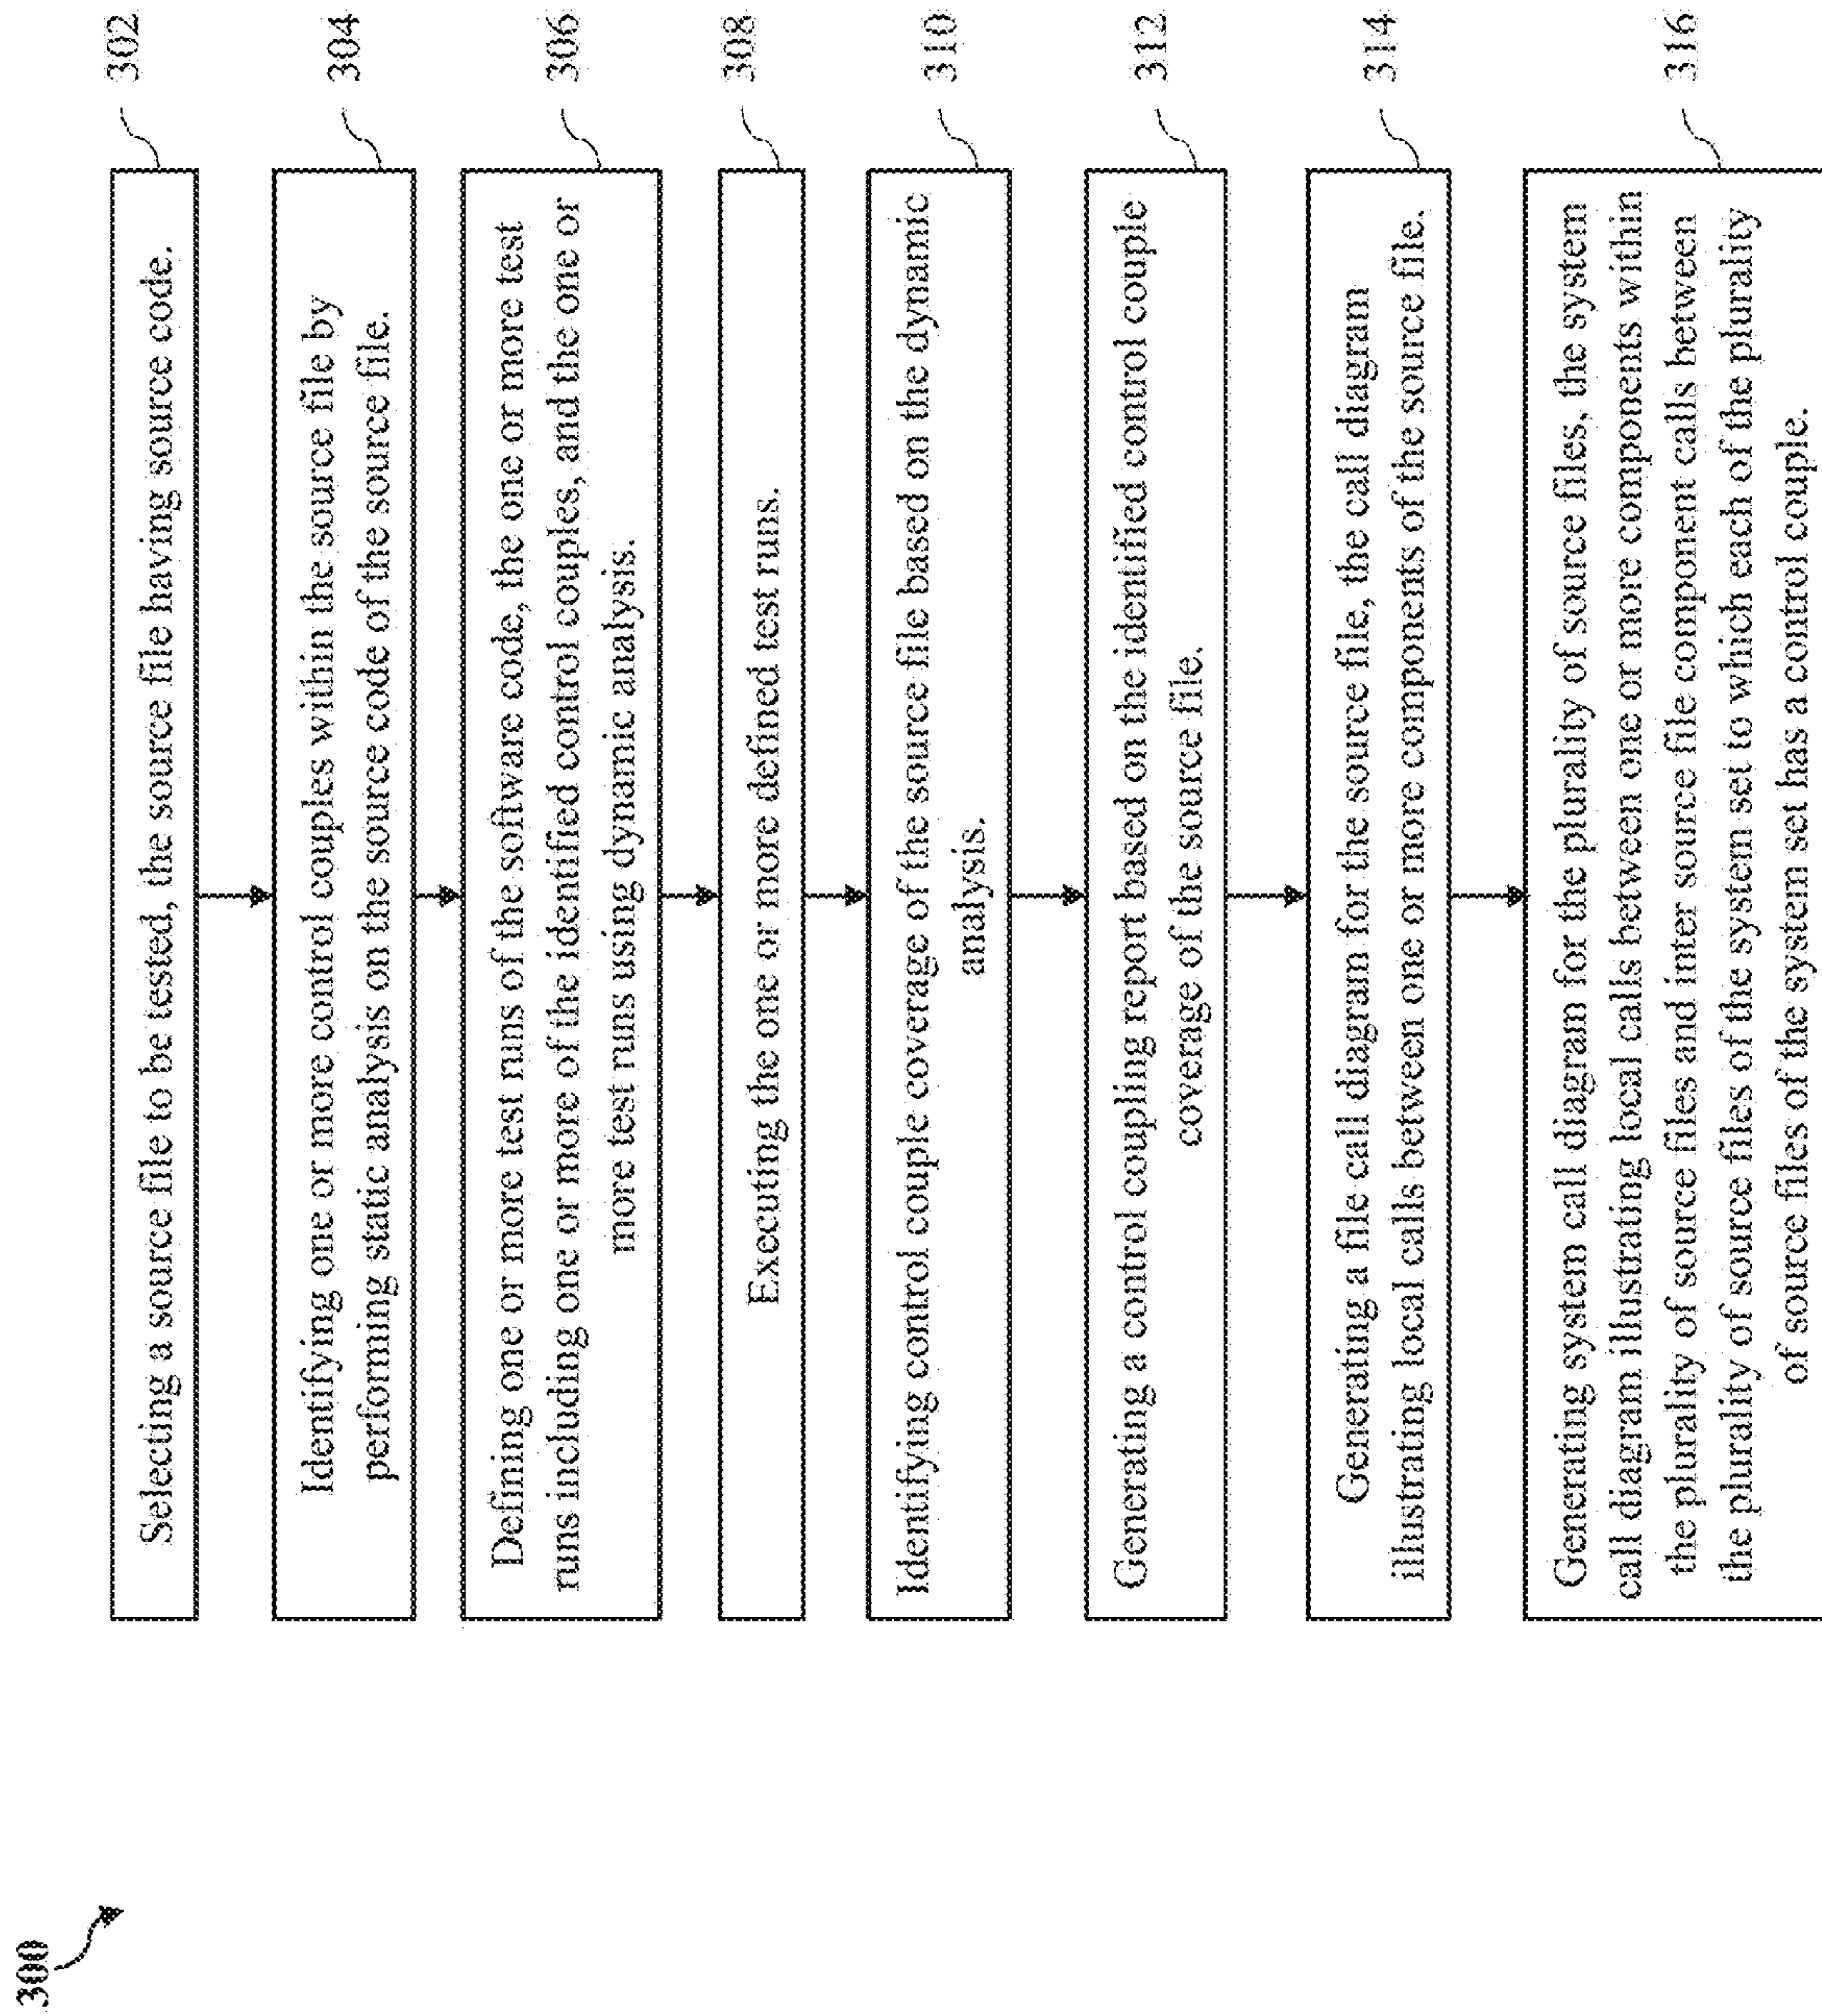 300
302
Selecting a source file to be tested, the source file having source code.
304
Identifying one or more control couples within the source file by
performing static analysis on the source code of the source file.
306
Defining one or more test runs of the software code, the one or more test
runs including one or more of the identified control couples, and the one or
more test runs using dynamic analysis.
308
Executing the one or more defined test runs.
310
Identifying control couple coverage of the source file based on the dynamic
analysis.
312
Generating a control coupling report based on the identified control couple
coverage of the source file.
314
Generating a file call diagram for the source file, the call diagram
illustrating local calls between one or more components of the source file.
316
Generating system call diagram for the plurality of source files, the system
call diagram illustrating local calls between one or more components within
the plurality of source files and inter source file component calls between
the plurality of source files of the system set to which each of the plurality
of source files of the system set has a control couple.